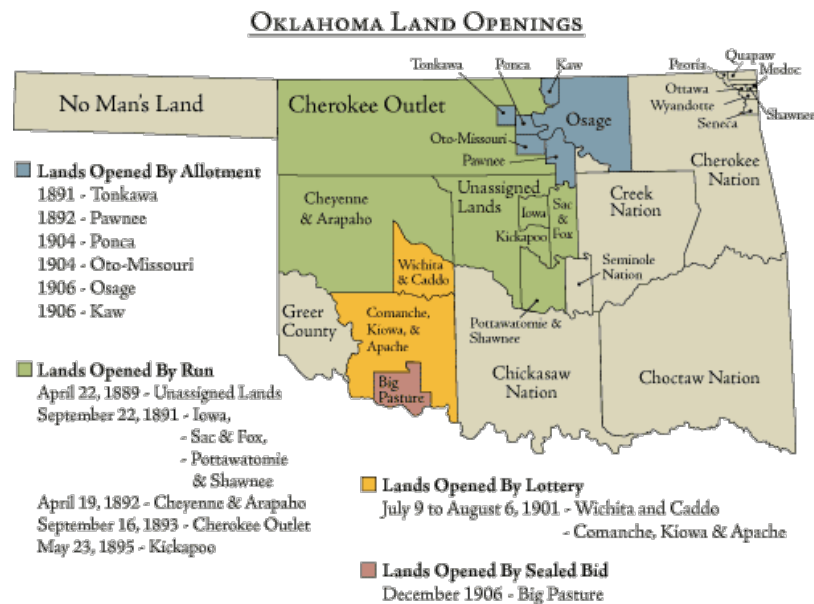 Oklahoma Land Openings
Tonkawa
Ponca
Kaw
Peoria
Quapaw
Modoc
Ottawa
Wyandotte
Shawnee
Seneca
No Man's Land
Cherokee Outlet
Osage
Oto-Missouri
Pawnee
Cherokee
Nation
Cheyenne
& Arapaho
Unassigned
Lands
Iowa
Sac
&
Fox
Kickapoo
Creek
Nation
Seminole
Nation
Wichita
& Caddo
Greer
County
Comanche,
Kiowa, &
Apache
Pottawatomie &
Shawnee
Big
Pasture
Chickasaw
Nation
Choctaw Nation
Lands Opened By Allotment
1891 - Tonkawa
1892 - Pawnee
1904 - Ponca
1904 - Oto-Missouri
1906 - Osage
1906 - Kaw
Lands Opened By Run
April 22, 1889 - Unassigned Lands
September 22, 1891 - Iowa,
- Sac & Fox,
- Pottawatomie
& Shawnee
April 19, 1892 - Cheyenne & Arapaho
September 16, 1893 - Cherokee Outlet
May 23, 1895 - Kickapoo
Lands Opened By Lottery
July 9 to August 6, 1901 - Wichita and Caddo
- Comanche, Kiowa & Apache
Lands Opened By Sealed Bid
December 1906 - Big Pasture